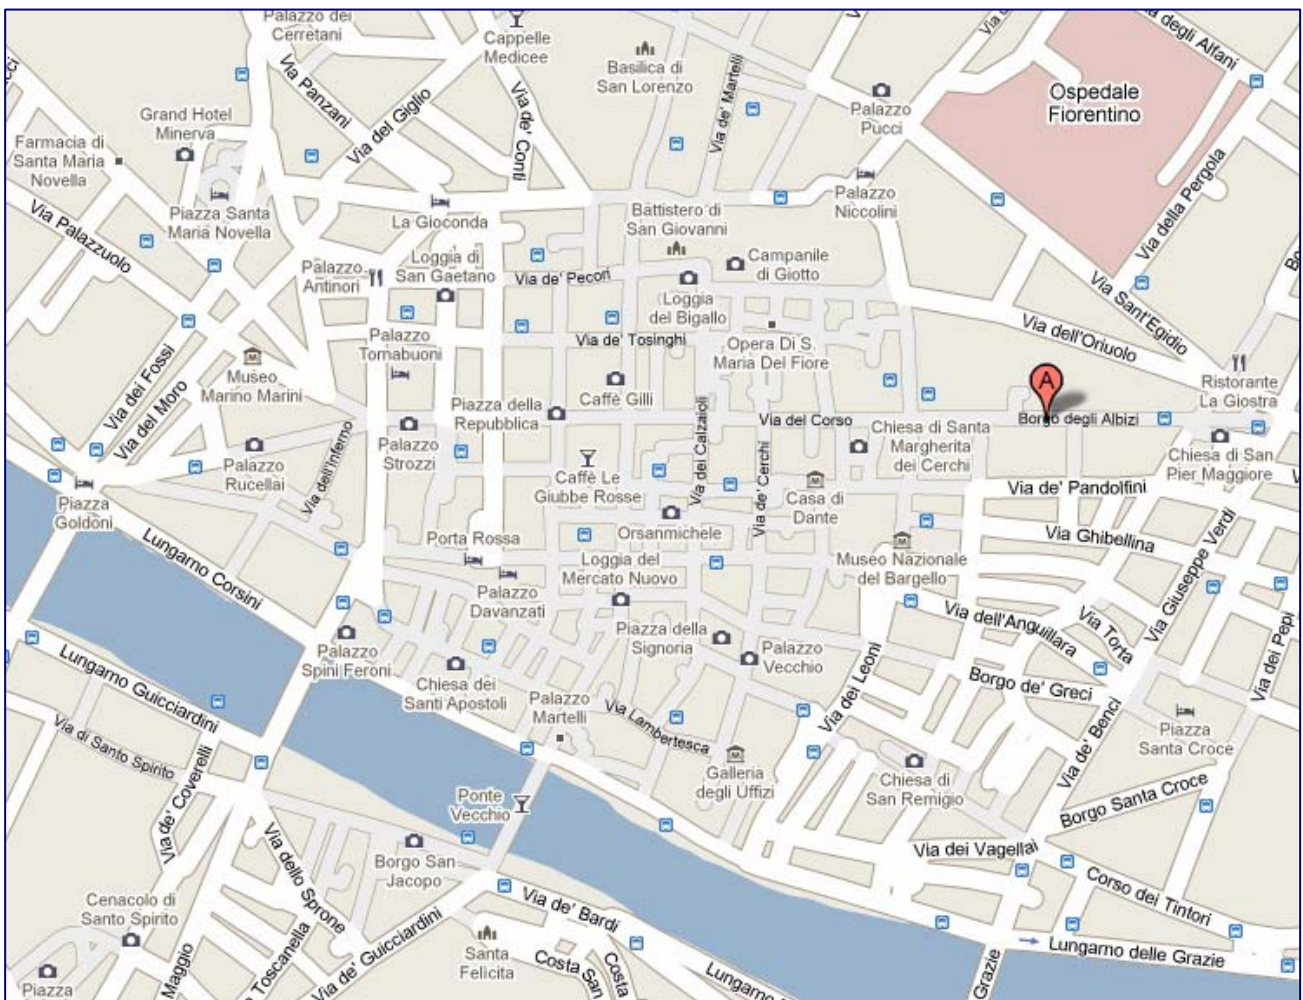 Palazzo dei
Cerretani
Cappelle
Medicee
Basilica di
San Lorenzo
Via de' Martelli
Palazzo
Pucci
Via degli Alfani
Ospedale
Fiorentino
Via Panzani
Via del Giglio
Via de' Conti
Grand Hotel
Minerva
Farmacia di
Santa Maria
Novella
Piazza Santa
Maria Novella
La Gioconda
Battistero di
San Giovanni
Palazzo
Niccolini
Via della Pergola
Via Palazzuolo
Palazzo
Antinori
Loggia di
San Gaetano
Via de' Pecori
Campanile
di Giotto
Loggia
del Bigallo
Via Sant'Egidio
Via dell'Oriuolo
Palazzo
Tornabuoni
Via de' Tosinghi
Opera Di S.
Maria Del Fiore
Via dei Fossi
Via del Moro
Museo
Marino Marini
Caffè Gilli
A
Ristorante
La Giostra
Piazza della
Repubblica
Via dei Calzaioli
Via del Corso
Borgo degli Albizi
Palazzo
Strozzi
Palazzo
Rucellai
Via dell'Inferno
Caffè Le
Giubbe Rosse
Via de' Cerchi
Chiesa di Santa
Margherita
dei Cerchi
Chiesa di San
Pier Maggiore
Piazza
Goldoni
Casa di
Dante
Via de' Pandolfini
Orsanmichele
Via Ghibellina
Via Giuseppe Verdi
Lungarno Corsini
Porta Rossa
Loggia del
Mercato Nuovo
Museo Nazionale
del Bargello
Palazzo
Davanzati
Via dell'Anguillara
Via Torta
Via dei Pepi
Palazzo
Spini Feroni
Piazza della
Signoria
Palazzo
Vecchio
Via dei Leoni
Borgo de' Greci
Lungarno Guicciardini
Chiesa dei
Santi Apostoli
Palazzo
Martelli
Via Lambertesca
Via de' Benci
Piazza
Santa Croce
Via di Santo Spirito
Via de' Coverelli
Galleria
degli Uffizi
Chiesa di
San Remigio
Borgo Santa Croce
Ponte
Vecchio
Via dello Sprone
Borgo San
Jacopo
Via dei Vagellai
Corso dei Tintori
Cenacolo di
Santo Spirito
Via de' Bardi
Via de' Guicciardini
Toscanella
Maggio
Santa
Felicita
Costa San
Costa
Lungarno
Grazie
Lungarno delle Grazie
Piazza